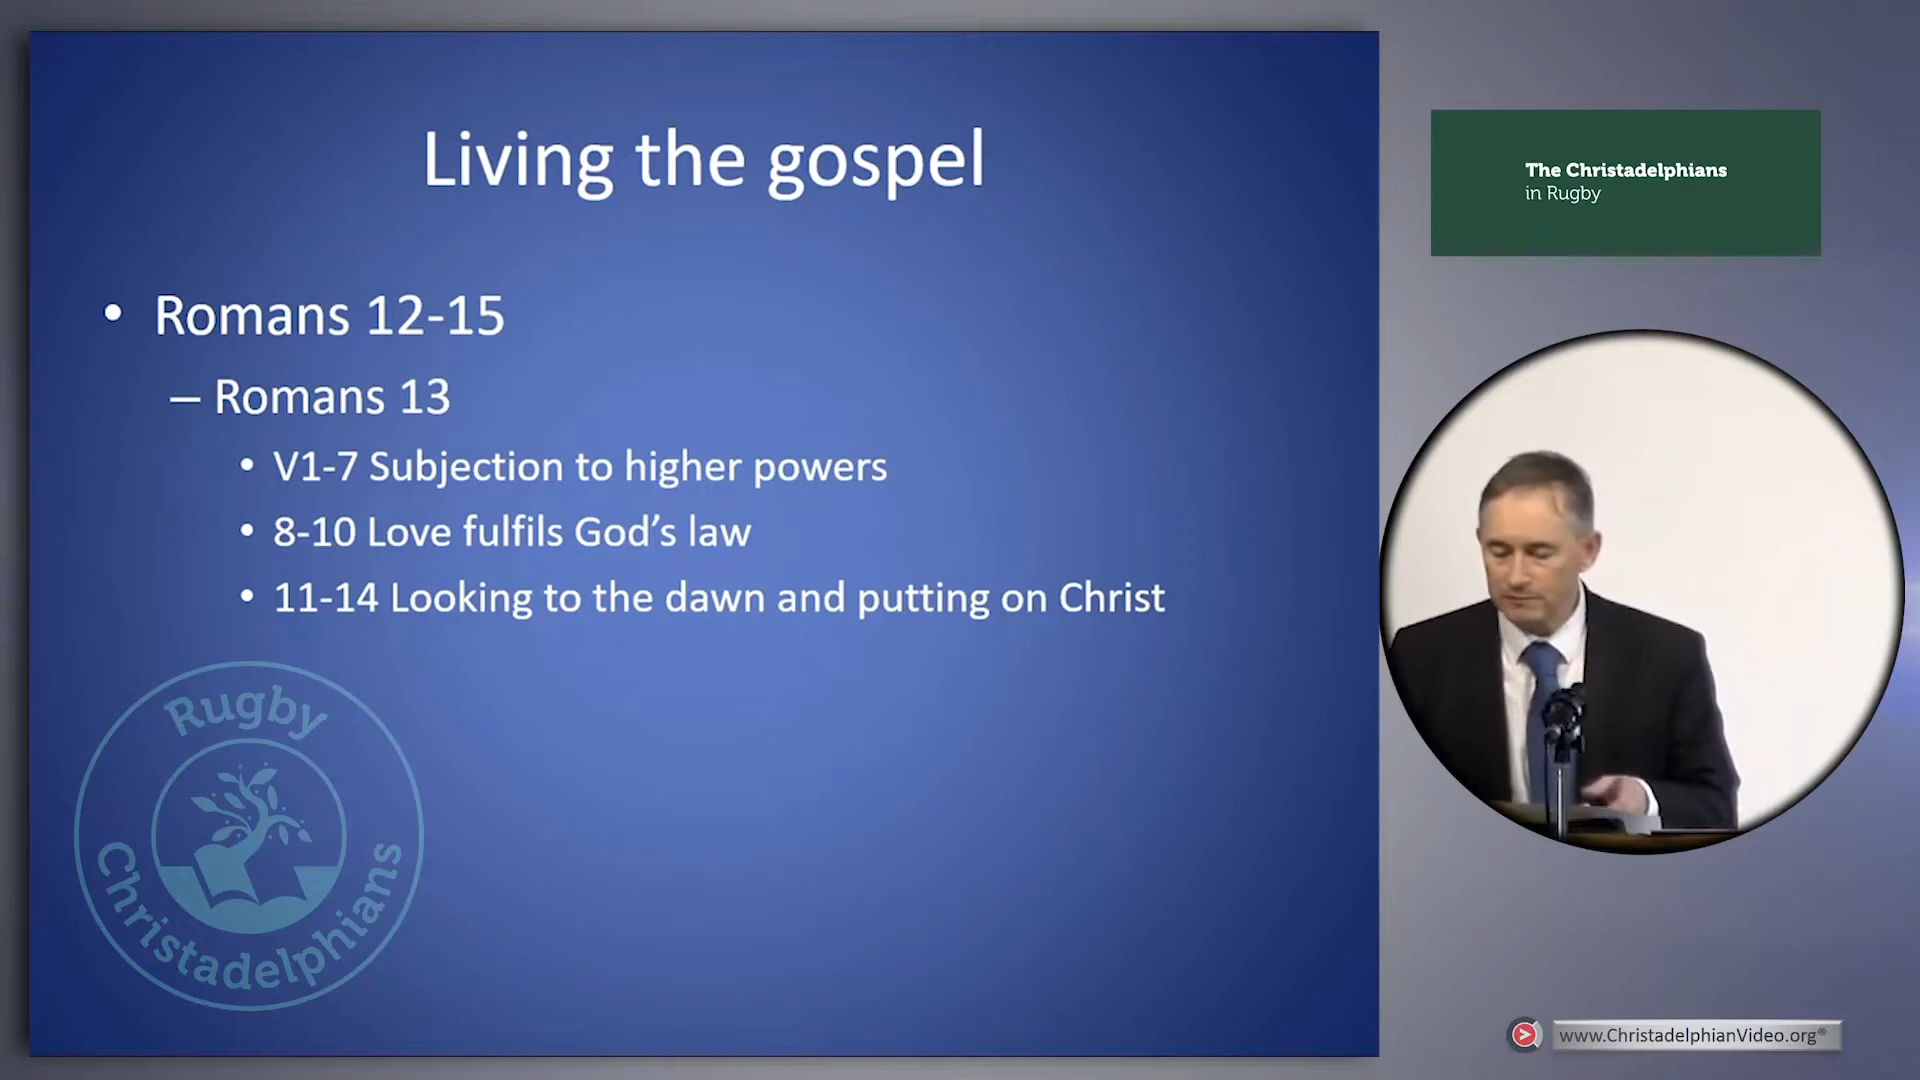 Living the gospel
• Romans 12-15
– Romans 13
• V1-7 Subjection to higher powers
• 8-10 Love fulfils God’s law
• 11-14 Looking to the dawn and putting on Christ
Rugby
Christadelphians
The Christadelphians
in Rugby
www.ChristadelphianVideo.org®